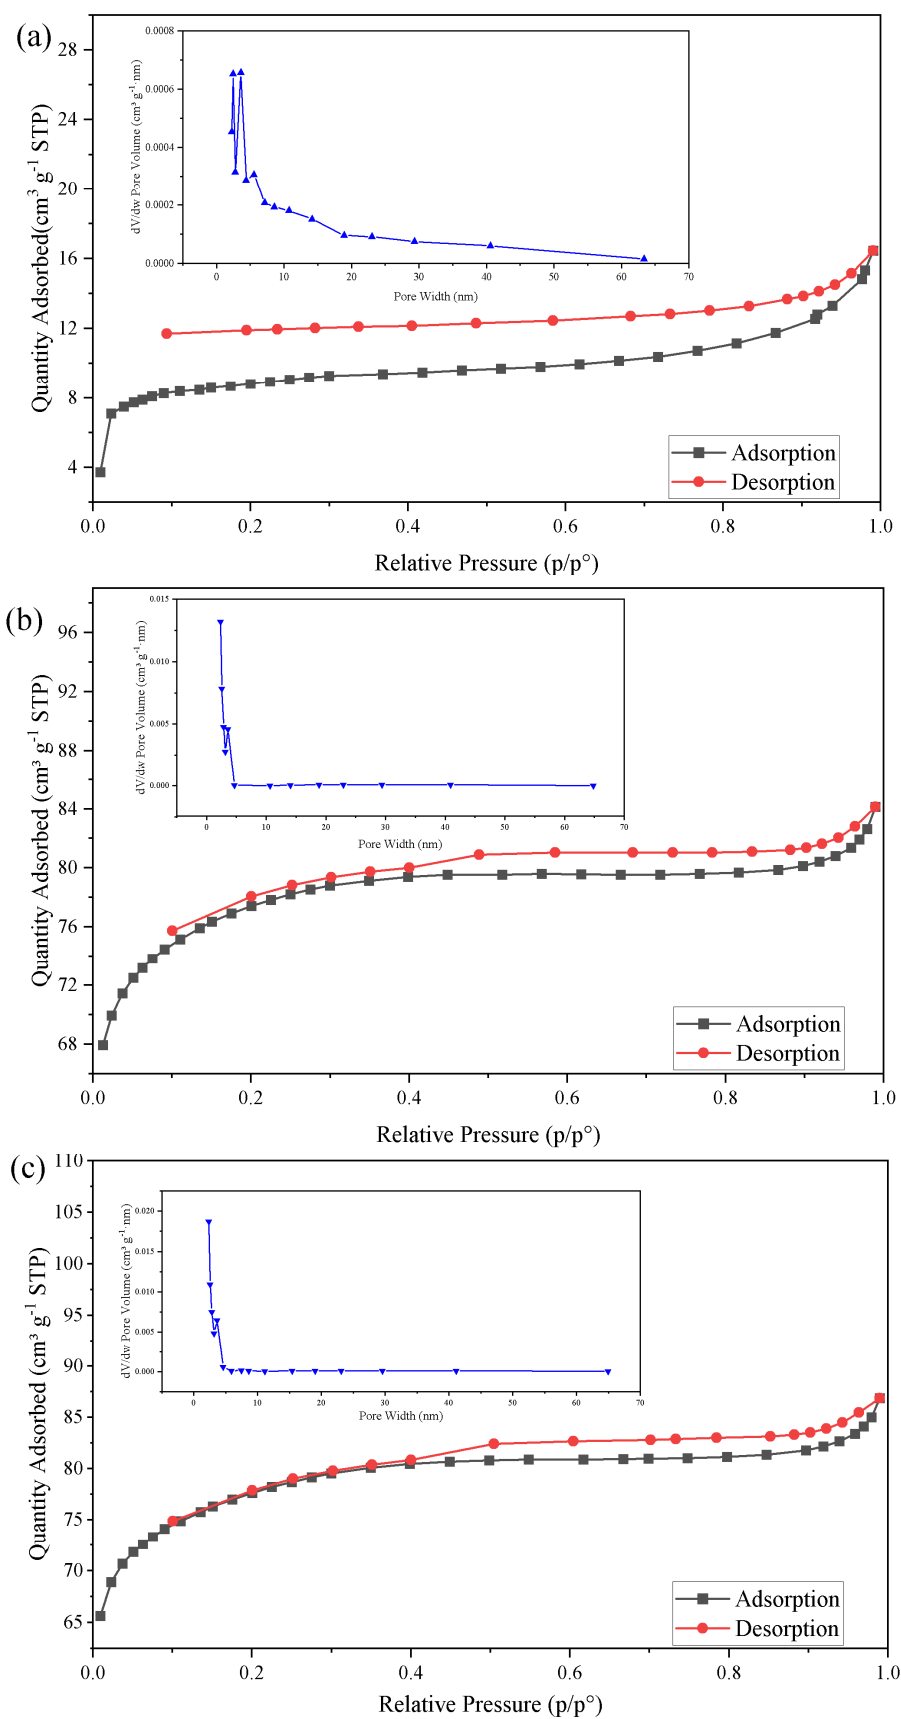 (a)
28
24
20
16
12
8
4
Quantity Adsorbed(cm³ g⁻¹ STP)
0.0 0.2 0.4 0.6 0.8 1.0
Relative Pressure (p/p°)
Adsorption
Desorption
0.0008
0.0006
0.0004
0.0002
0.0000
dV/dw Pore Volume (cm³ g⁻¹·nm)
0 10 20 30 40 50 60 70
Pore Width (nm)
(b)
96
92
88
84
80
76
72
68
Quantity Adsorbed (cm³ g⁻¹ STP)
0.0 0.2 0.4 0.6 0.8 1.0
Relative Pressure (p/p°)
Adsorption
Desorption
0.015
0.010
0.005
0.000
dV/dw Pore Volume (cm³ g⁻¹·nm)
0 10 20 30 40 50 60 70
Pore Width (nm)
(c)
110
105
100
95
90
85
80
75
70
65
Quantity Adsorbed (cm³ g⁻¹ STP)
0.0 0.2 0.4 0.6 0.8 1.0
Relative Pressure (p/p°)
Adsorption
Desorption
0.020
0.015
0.010
0.005
0.000
dV/dw Pore Volume (cm³ g⁻¹·nm)
0 10 20 30 40 50 60 70
Pore Width (nm)